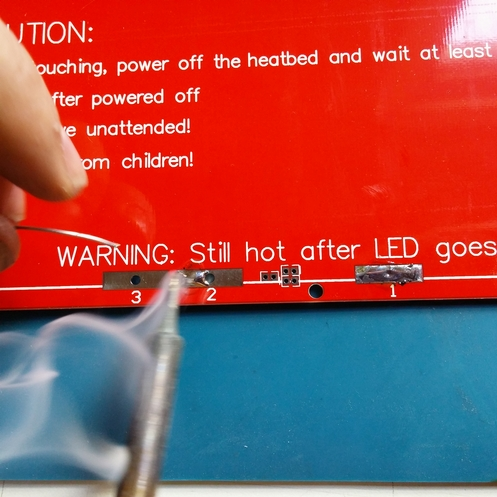 UTION:
ouching, power off the heatbed and wait at least
fter powered off
ve unattended!
om children!
WARNING: Still hot after LED goes
3 2 1